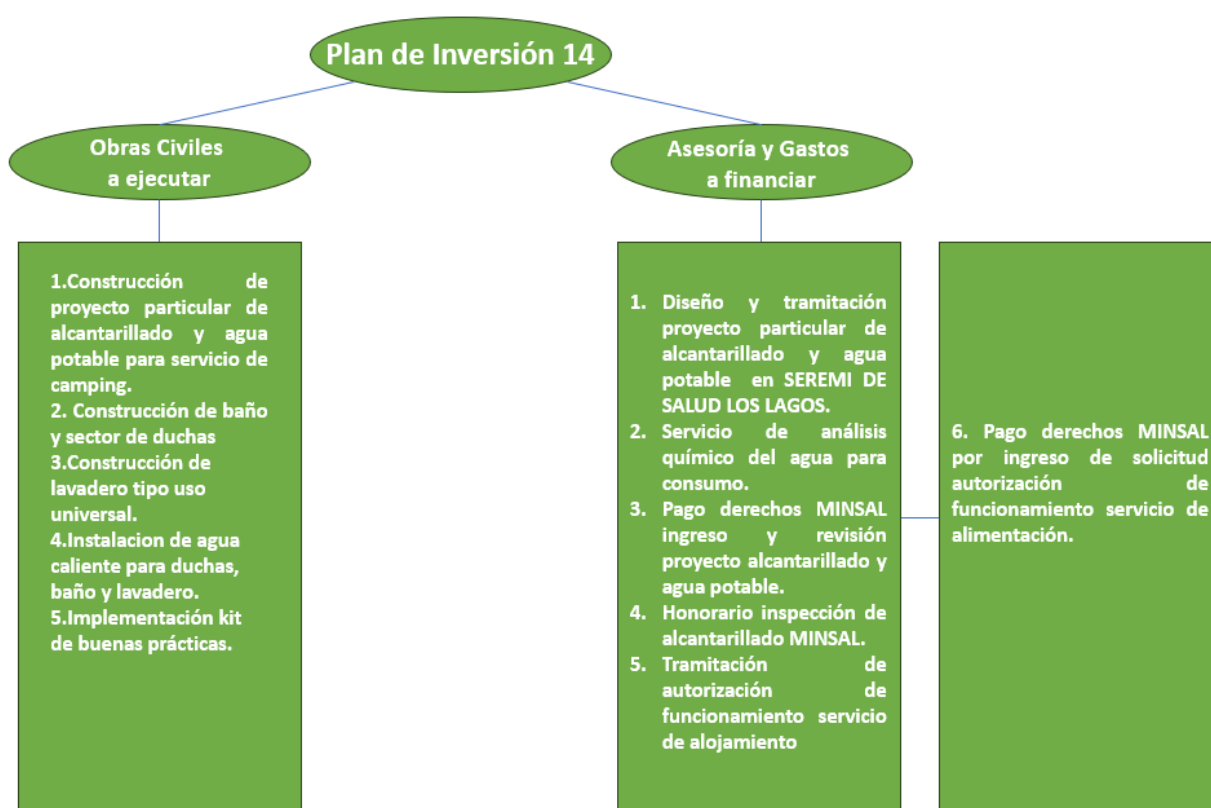 Plan de Inversión 14
Obras Civiles
a ejecutar
Asesoría y Gastos
a financiar
1.Construcción de
proyecto particular de
alcantarillado y agua
potable para servicio de
camping.
2. Construcción de baño
y sector de duchas
3.Construcción de
lavadero tipo uso
universal.
4.Instalacion de agua
caliente para duchas,
baño y lavadero.
5.Implementación kit
de buenas prácticas.
1. Diseño y tramitación
proyecto particular de
alcantarillado y agua
potable en SEREMI DE
SALUD LOS LAGOS.
2. Servicio de análisis
químico del agua para
consumo.
3. Pago derechos MINSAL
ingreso y revisión
proyecto alcantarillado y
agua potable.
4. Honorario inspección de
alcantarillado MINSAL.
5. Tramitación de
autorización de
funcionamiento servicio
de alojamiento
6. Pago derechos MINSAL
por ingreso de solicitud
autorización de
funcionamiento servicio de
alimentación.